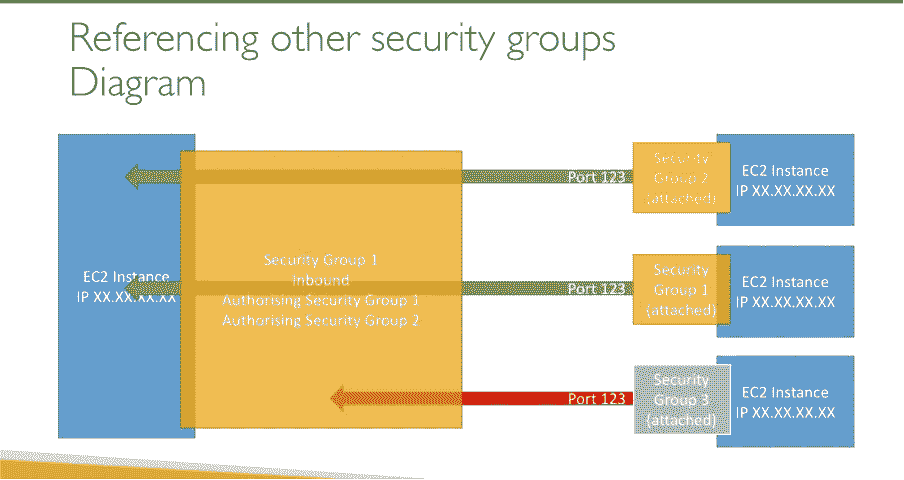 Referencing other security groups
Diagram
EC2 Instance
IP XX.XX.XX.XX
Security Group 1
Inbound
Authorising Security Group 1
Authorising Security Group 2
Port 123
Security
Group 2
(attached)
EC2 Instance
IP XX.XX.XX.XX
Port 123
Security
Group 1
(attached)
EC2 Instance
IP XX.XX.XX.XX
Port 123
Security
Group 3
(attached)
EC2 Instance
IP XX.XX.XX.XX